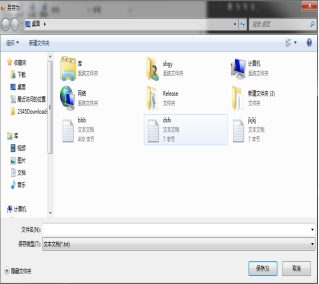 另存为
桌面
搜索 桌面
组织 新建文件夹
收藏夹
下载
桌面
最近访问的位置
2345Downloads
库
视频
图片
文档
音乐
计算机
库
系统文件夹
xbgy
系统文件夹
计算机
系统文件夹
网络
系统文件夹
Release
文件夹
新建文件夹 (3)
文件夹
bbb
文本文档
409 字节
文本文档
7 字节
jkjkj
文本文档
7 字节
文件名(N):
保存类型(T): 文本文档(*.txt)
隐藏文件夹
保存(S) 取消